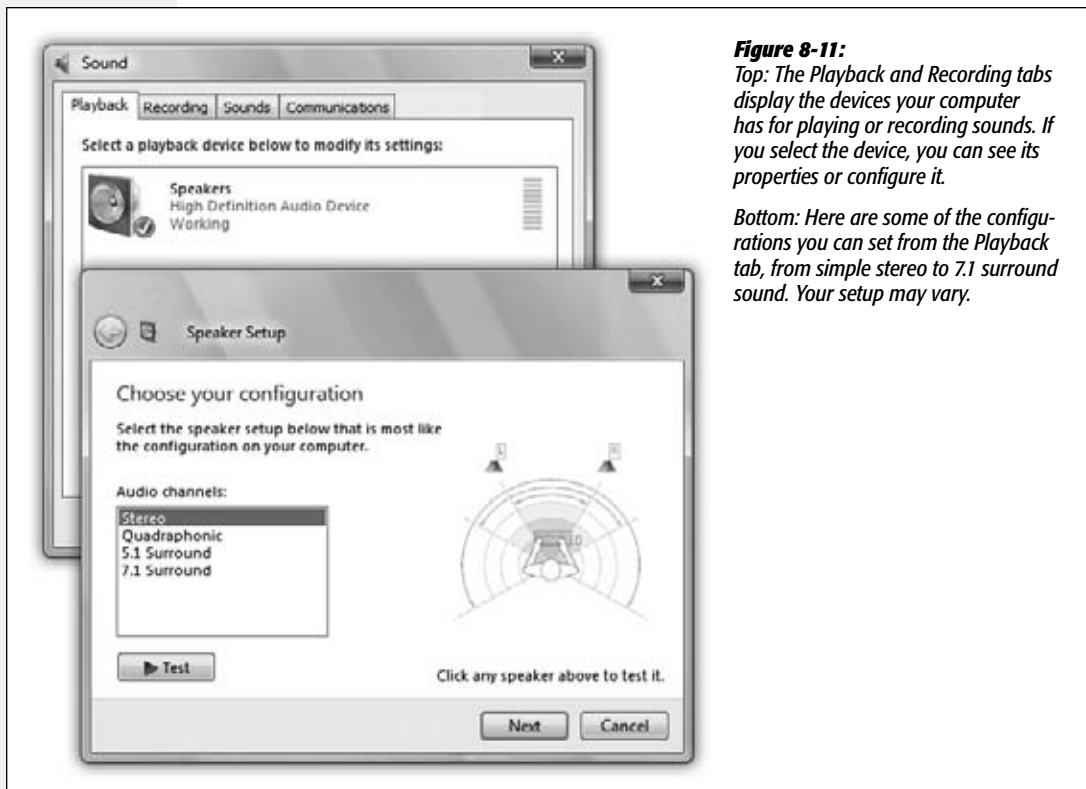 Sound
Playback Recording Sounds Communications
Select a playback device below to modify its settings:
Speakers
High Definition Audio Device
Working
Speaker Setup
Choose your configuration
Select the speaker setup below that is most like
the configuration on your computer.
Audio channels:
Stereo
Quadraphonic
5.1 Surround
7.1 Surround
L R
Test
Click any speaker above to test it.
Next Cancel
Figure 8-11:
Top: The Playback and Recording tabs
display the devices your computer
has for playing or recording sounds. If
you select the device, you can see its
properties or configure it.
Bottom: Here are some of the configu-
rations you can set from the Playback
tab, from simple stereo to 7.1 surround
sound. Your setup may vary.